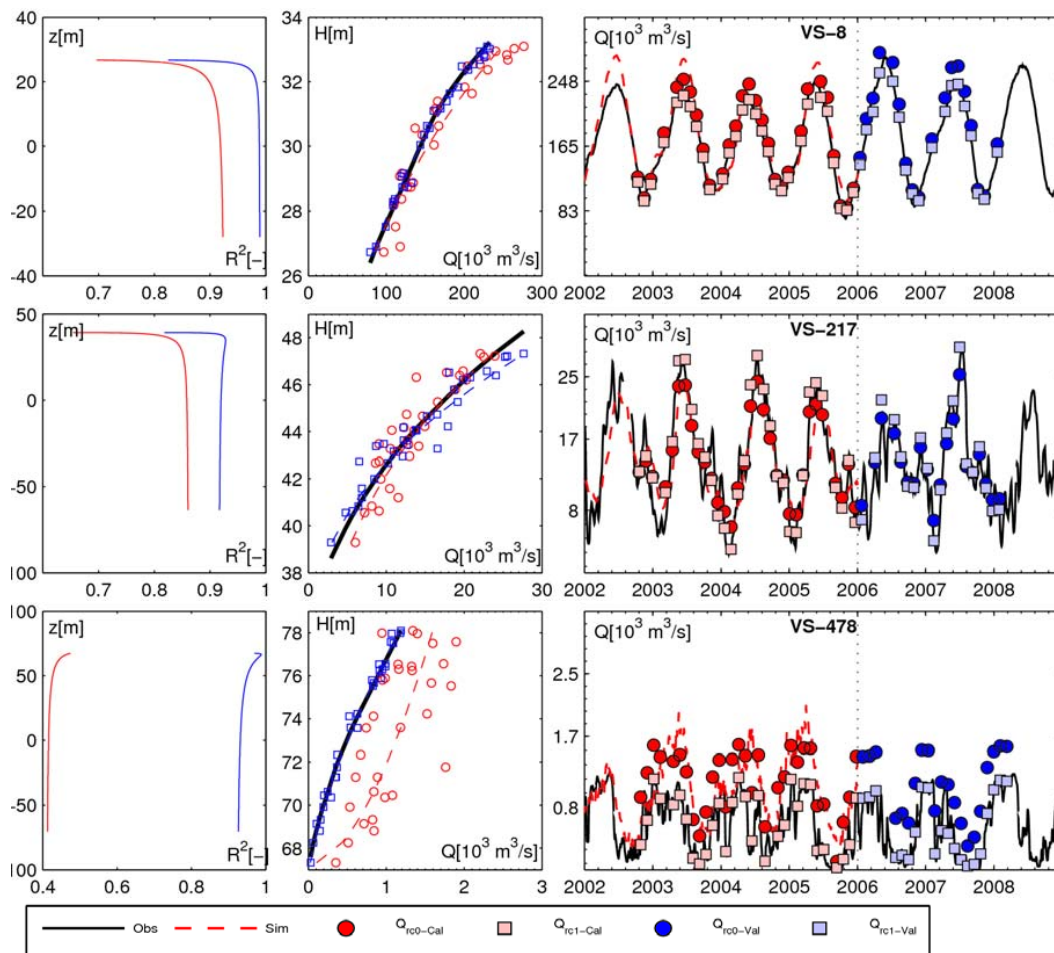 z[m]
40
20
0
-20
-40
R²[-]
0.7 0.8 0.9 1
H[m]
34
32
30
28
26
Q[10³ m³/s]
0 100 200 300
VS-8
Q[10³ m³/s]
248
165
83
2002 2003 2004 2005 2006 2007 2008
z[m]
50
0
-50
100
R²[-]
0.7 0.8 0.9 1
H[m]
48
46
44
42
40
38
Q[10³ m³/s]
0 10 20 30
VS-217
Q[10³ m³/s]
25
17
8
2002 2003 2004 2005 2006 2007 2008
z[m]
100
50
0
-50
100
R²[-]
0.4 0.6 0.8 1
H[m]
78
76
74
72
70
68
Q[10³ m³/s]
0 1 2 3
VS-478
Q[10³ m³/s]
2.5
1.7
0.8
2002 2003 2004 2005 2006 2007 2008
Obs Sim Qrc0-Cal Qrc1-Cal Qrc0-Val Qrc1-Val